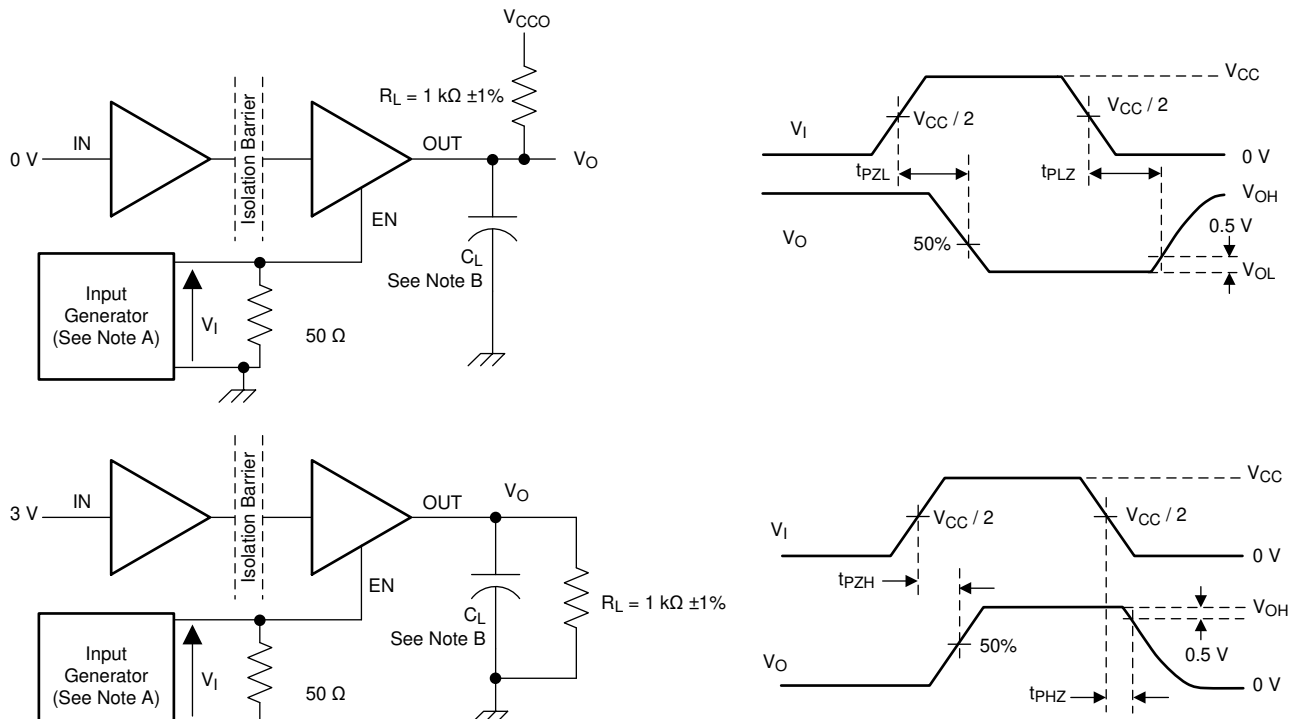 VCCO
RL = 1 kΩ ±1%
0 V
IN
Isolation Barrier
OUT
VO
EN
CL
See Note B
Input
Generator
(See Note A)
VI
50 Ω
VCC
VI
VCC / 2
VCC / 2
0 V
tPZL
tPLZ
VOH
VO
50%
0.5 V
VOL
3 V
IN
Isolation Barrier
OUT
VO
EN
CL
See Note B
RL = 1 kΩ ±1%
Input
Generator
(See Note A)
VI
50 Ω
VCC
VI
VCC / 2
VCC / 2
0 V
tPZH
VOH
VO
50%
0.5 V
tPHZ
0 V